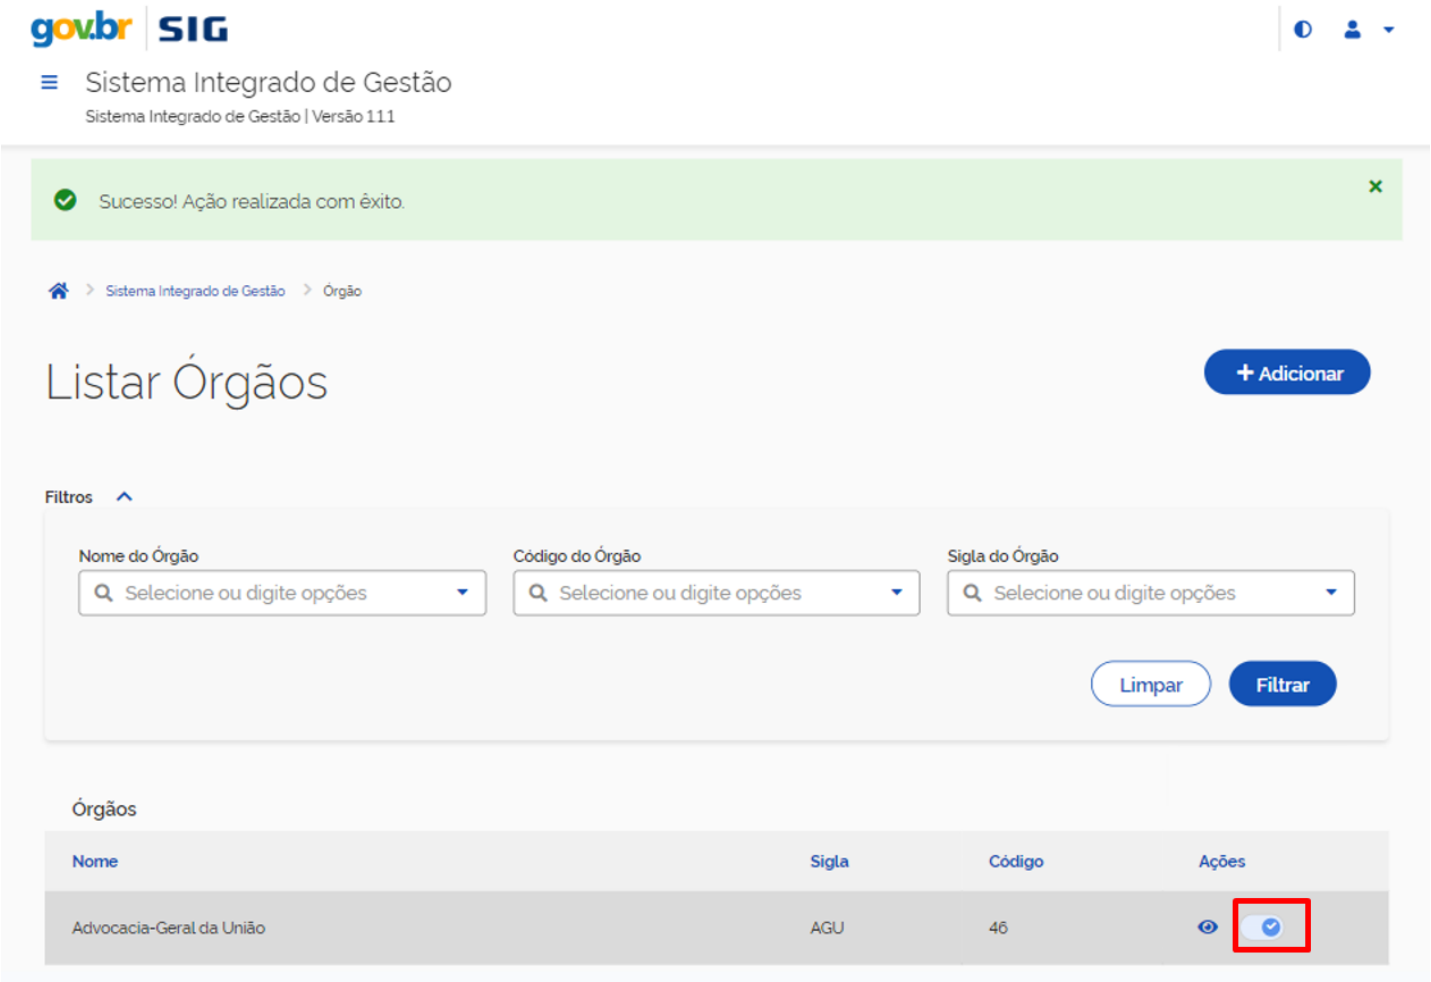 gov.br SIG
Sistema Integrado de Gestão
Sistema Integrado de Gestão | Versão 1.1.1
Sucesso! Ação realizada com êxito.
Sistema Integrado de Gestão > Órgão
Listar Órgãos
+ Adicionar
Filtros
Nome do Órgão Código do Órgão Sigla do Órgão
Selecione ou digite opções Selecione ou digite opções Selecione ou digite opções
Limpar Filtrar
Órgãos
Nome Sigla Código Ações
Advocacia-Geral da União AGU 46